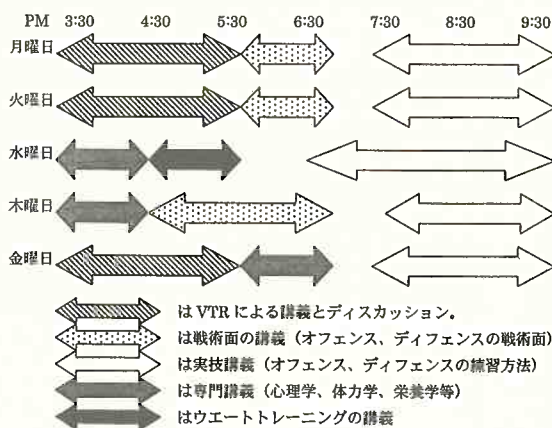 PM 3:30 4:30 5:30 6:30 7:30 8:30 9:30
月曜日
火曜日
水曜日
木曜日
金曜日
はVTRによる講義とディスカッション。
は戦術面の講義（オフェンス、ディフェンスの戦術面）
は実技講義（オフェンス、ディフェンスの練習方法）
は専門講義（心理学、体力学、栄養学等）
はウエートトレーニングの講義